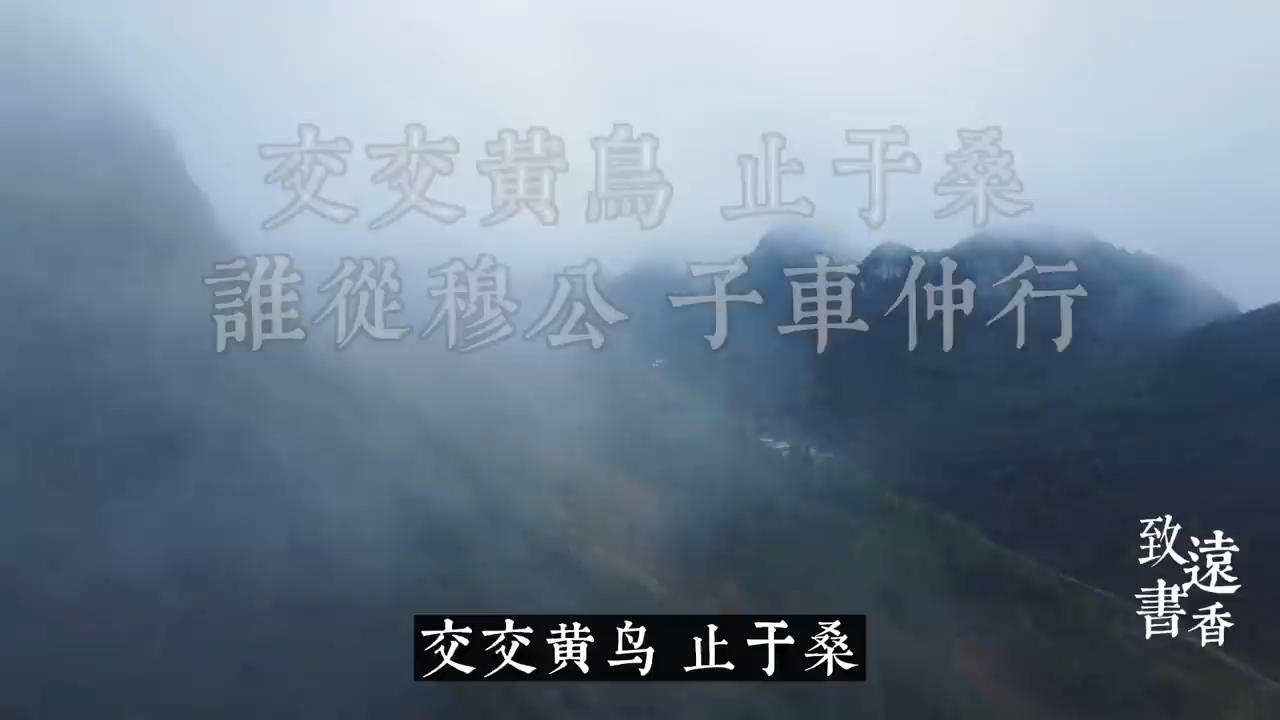 交交黃鳥 止于桑
誰從穆公 子車仲行
致遠
書香
交交黄鸟 止于桑